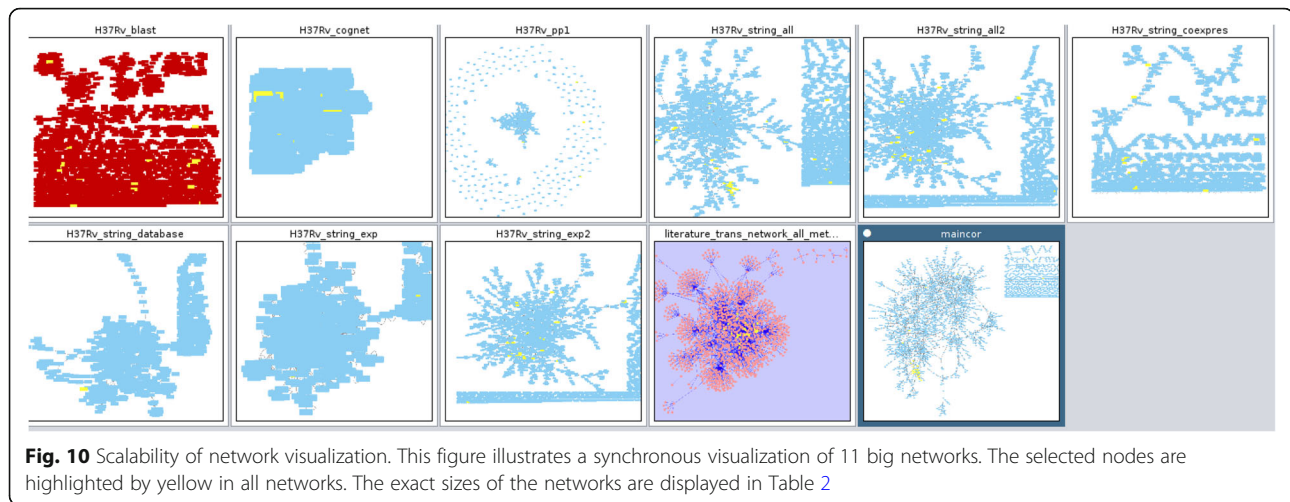 H37Rv_blast
H37Rv_cognet
H37Rv_pp1
H37Rv_string_all
H37Rv_string_all2
H37Rv_string_coexpres
H37Rv_string_database
H37Rv_string_exp
H37Rv_string_exp2
literature_trans_network_all_met...
maincor
Fig. 10 Scalability of network visualization. This figure illustrates a synchronous visualization of 11 big networks. The selected nodes are
highlighted by yellow in all networks. The exact sizes of the networks are displayed in Table 2